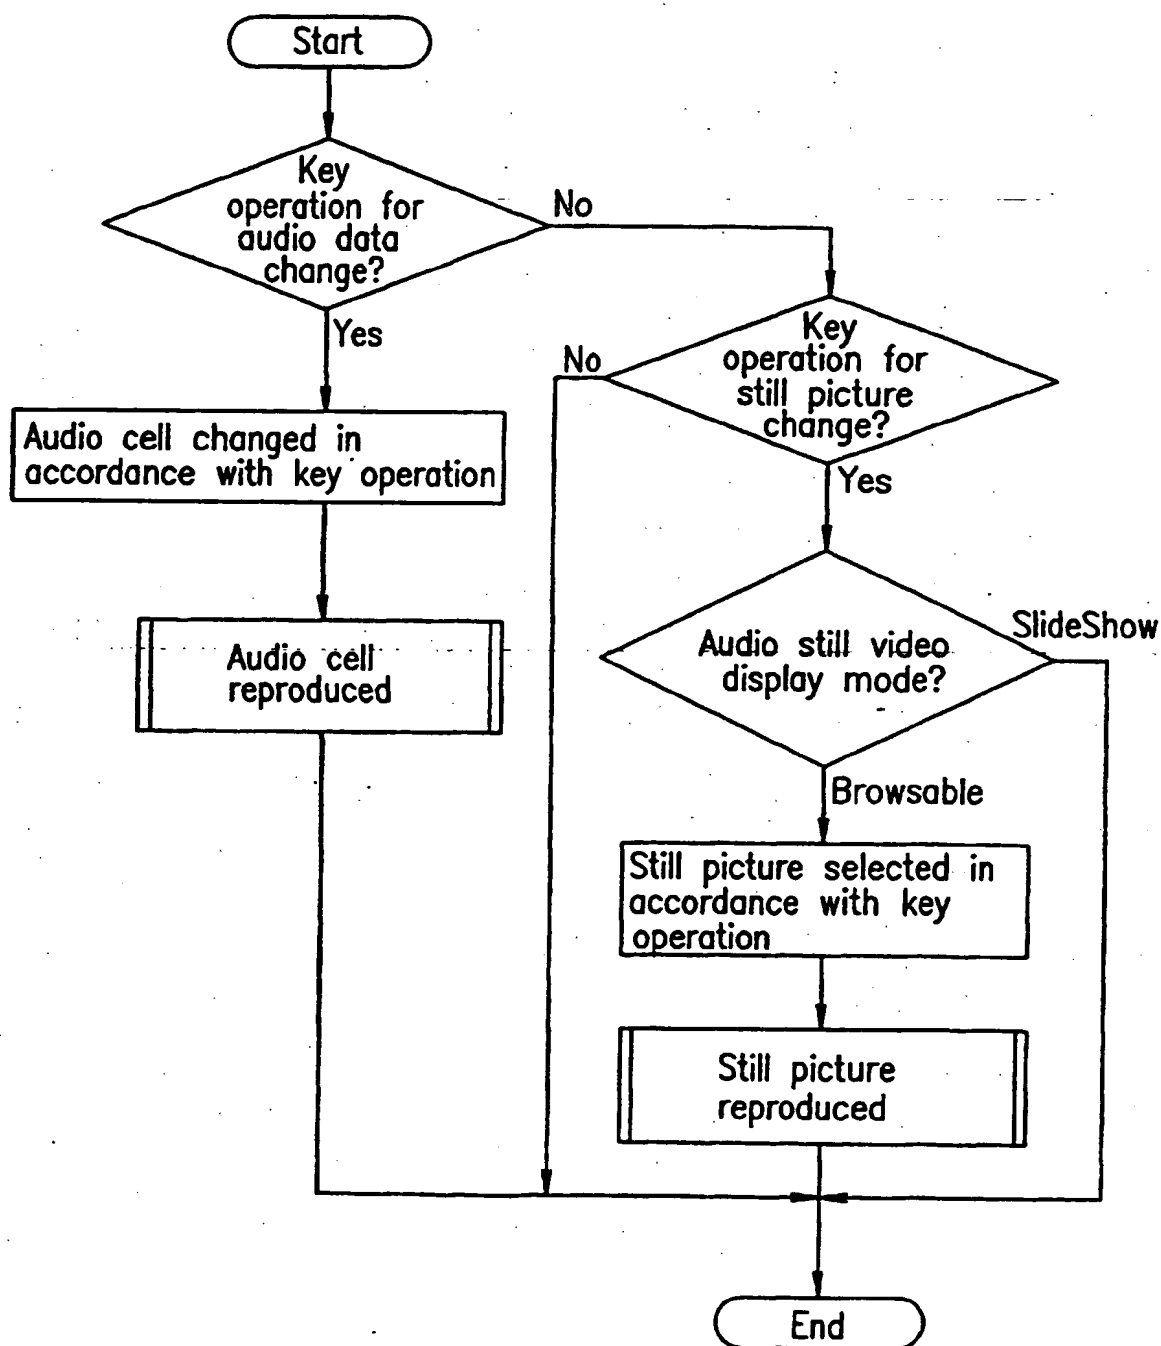 Start
Key
operation for
audio data
change?
No
Yes
Key
operation for
still picture
change?
No
Yes
Audio cell changed in
accordance with key operation
Audio cell
reproduced
Audio still video
display mode?
SlideShow
Browsable
Still picture selected in
accordance with key
operation
Still picture
reproduced
End